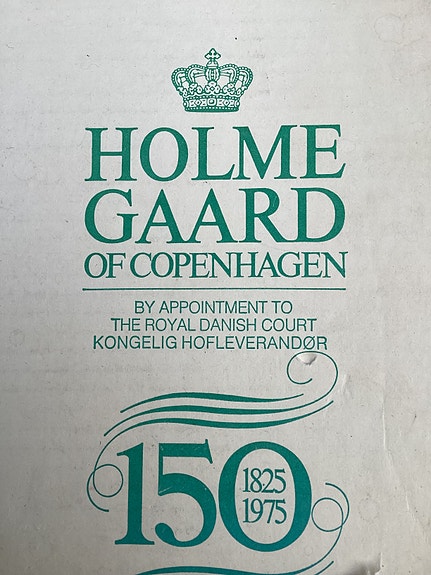 HOLME
GAARD
OF COPENHAGEN
BY APPOINTMENT TO
THE ROYAL DANISH COURT
KONGELIG HOFLEVERANDØR
150
1825
1975